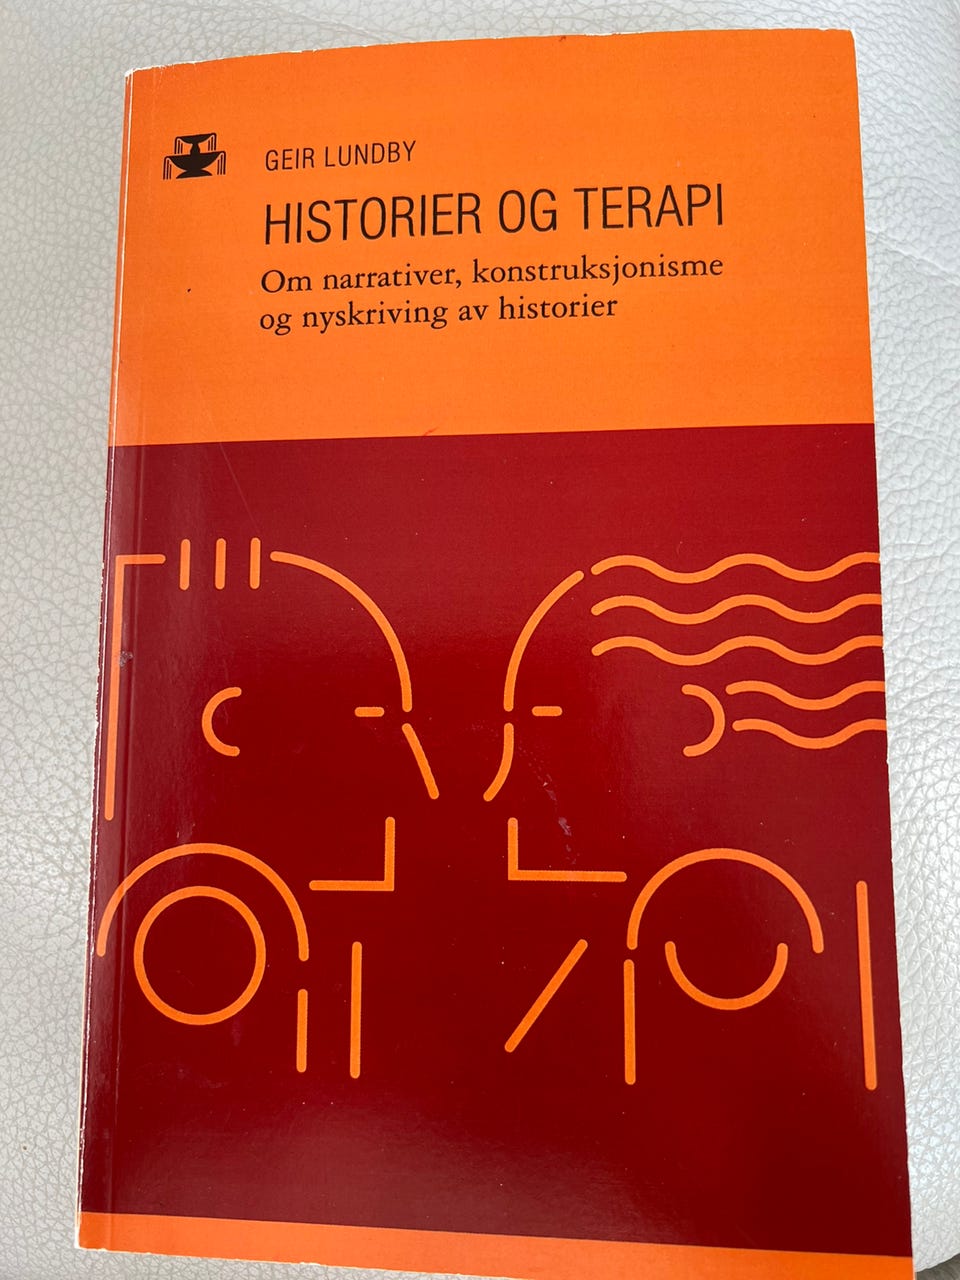 GEIR LUNDBY
HISTORIER OG TERAPI
Om narrativer, konstruksjonisme
og nyskriving av historier